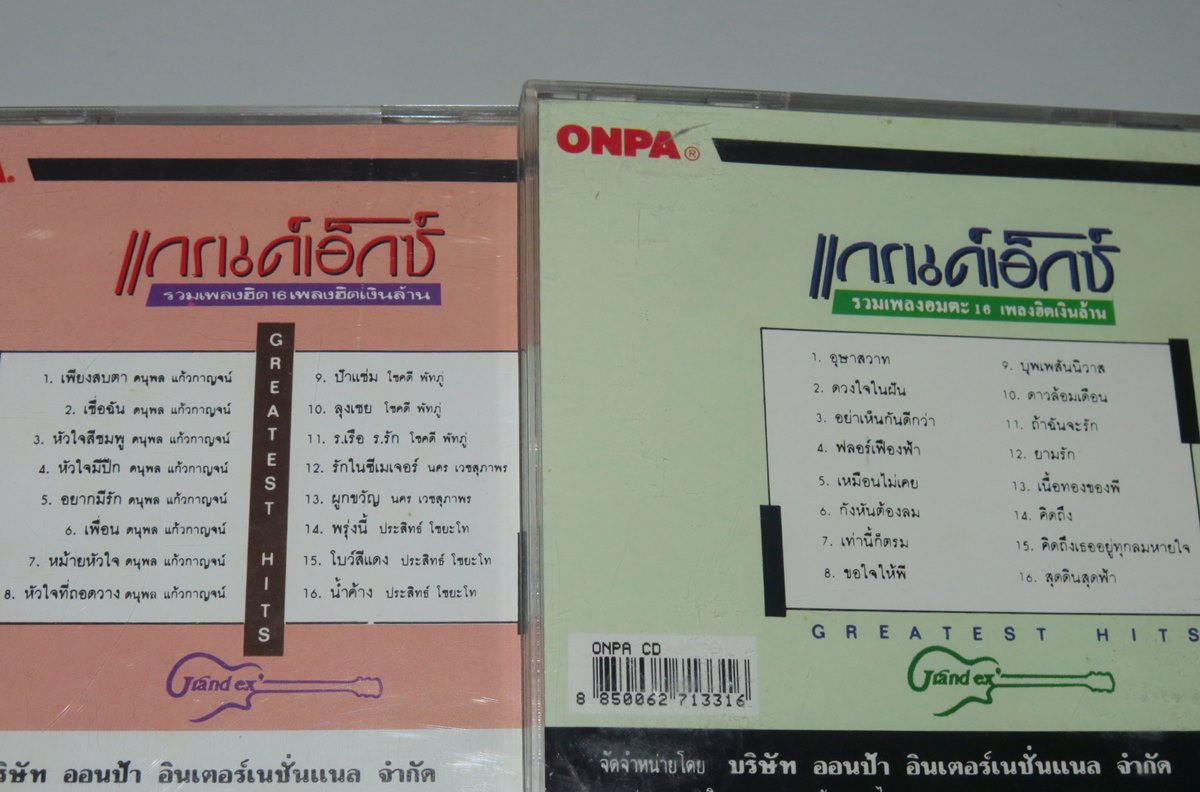 แกรนด์เอ็กซ์
รวมเพลงฮิต 16 เพลงฮิตเงินล้าน
GREATEST HITS
1. เพียงสบตา ดนุพล แก้วกาญจน์
2. เชื่อฉัน ดนุพล แก้วกาญจน์
3. หัวใจสีชมพู ดนุพล แก้วกาญจน์
4. หัวใจมีปีก ดนุพล แก้วกาญจน์
5. อยากมีรัก ดนุพล แก้วกาญจน์
6. เพื่อน ดนุพล แก้วกาญจน์
7. หม้ายหัวใจ ดนุพล แก้วกาญจน์
8. หัวใจที่ถอดวาง ดนุพล แก้วกาญจน์
9. ป้าแช่ม โชคดี พัทภู่
10. ลุงเชย โชคดี พัทภู่
11. ร.เรือ ร.รัก โชคดี พัทภู่
12. รักในซีเมเจอร์ นคร เวชสุภาพร
13. ผูกขวัญ นคร เวชสุภาพร
14. พรุ่งนี้ ประสิทธ์ ไชยะโท
15. โบว์สีแดง ประสิทธ์ ไชยะโท
16. น้ำค้าง ประสิทธ์ ไชยะโท
Grand ex'
ออนป้า อินเตอร์เนชั่นแนล จำกัด
ONPA®
แกรนด์เอ็กซ์
รวมเพลงอมตะ 16 เพลงฮิตเงินล้าน
1. อุษาสวาท
2. ดวงใจในฝัน
3. อย่าเห็นกันดีกว่า
4. ฟลอร์เฟื่องฟ้า
5. เหมือนไม่เคย
6. กังหันต้องลม
7. เท่านี้ก็ตรม
8. ขอใจให้พี่
9. บุพเพสันนิวาส
10. ดาวล้อมเดือน
11. ถ้าฉันจะรัก
12. ยามรัก
13. เนื้อทองของพี่
14. คิดถึง
15. คิดถึงเธออยู่ทุกลมหายใจ
16. สุดดินสุดฟ้า
GREATEST HITS
Grand ex'
ONPA CD
8 850062 713316
จัดจำหน่ายโดย บริษัท ออนป้า อินเตอร์เนชั่นแนล จำกัด